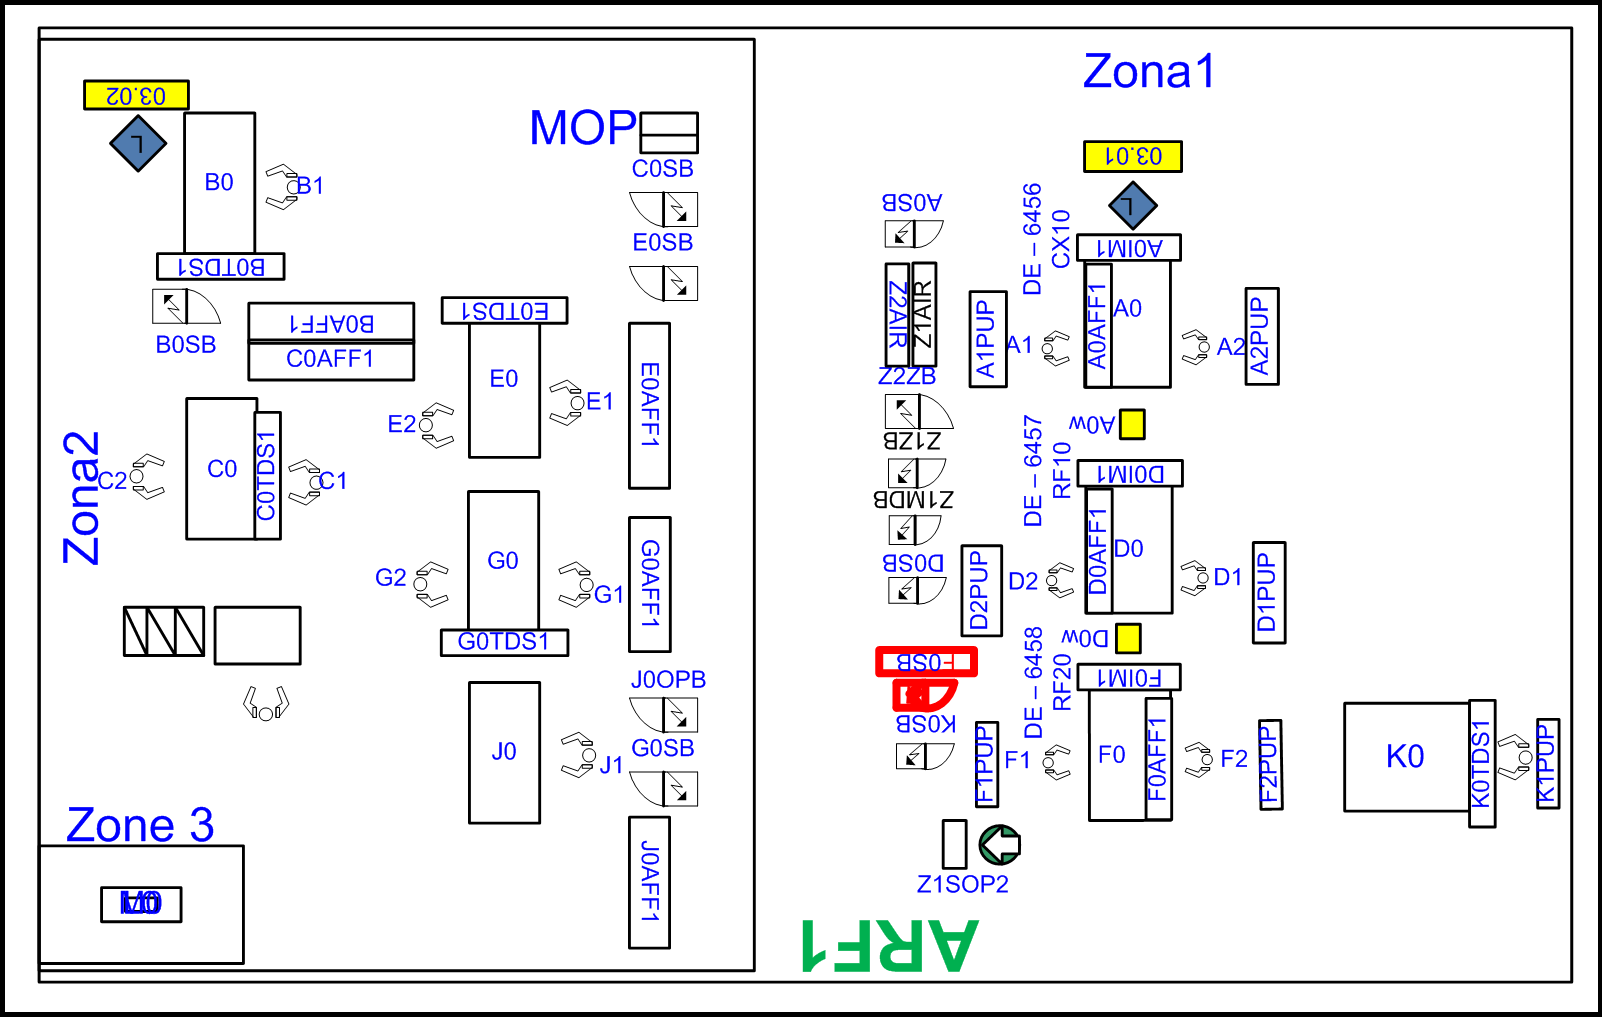 Zona1
03.02
L
B0
B1
B0TDS1
B0SB
B0AFF1
C0AFF1
MOP
C0SB
E0SB
E0TDS1
E0
E1
E2
E0AFF1
Zona2
C2
C0
C0TDS1
C1
G2
G0
G1
G0TDS1
G0AFF1
J0OPB
J0
J1
G0SB
J0AFF1
Zone 3
03.01
L
A0SB
DE – 6456
CX10
A0IM1
Z2AIR
Z1AIR
A1PUP
A1
A0AFF1
A0
A2
A2PUP
Z2ZB
A0w
Z1ZB
DE – 6457
RF10
D0IM1
Z1MDB
D0SB
D2PUP
D2
D0AFF1
D0
D1
D1PUP
D0w
F0SB
DE – 6458
RF20
F0IM1
K0SB
F1PUP
F1
F0
F0AFF1
F2
F2PUP
K0
K0TDS1
K1PUP
Z1SOP2
ARF1